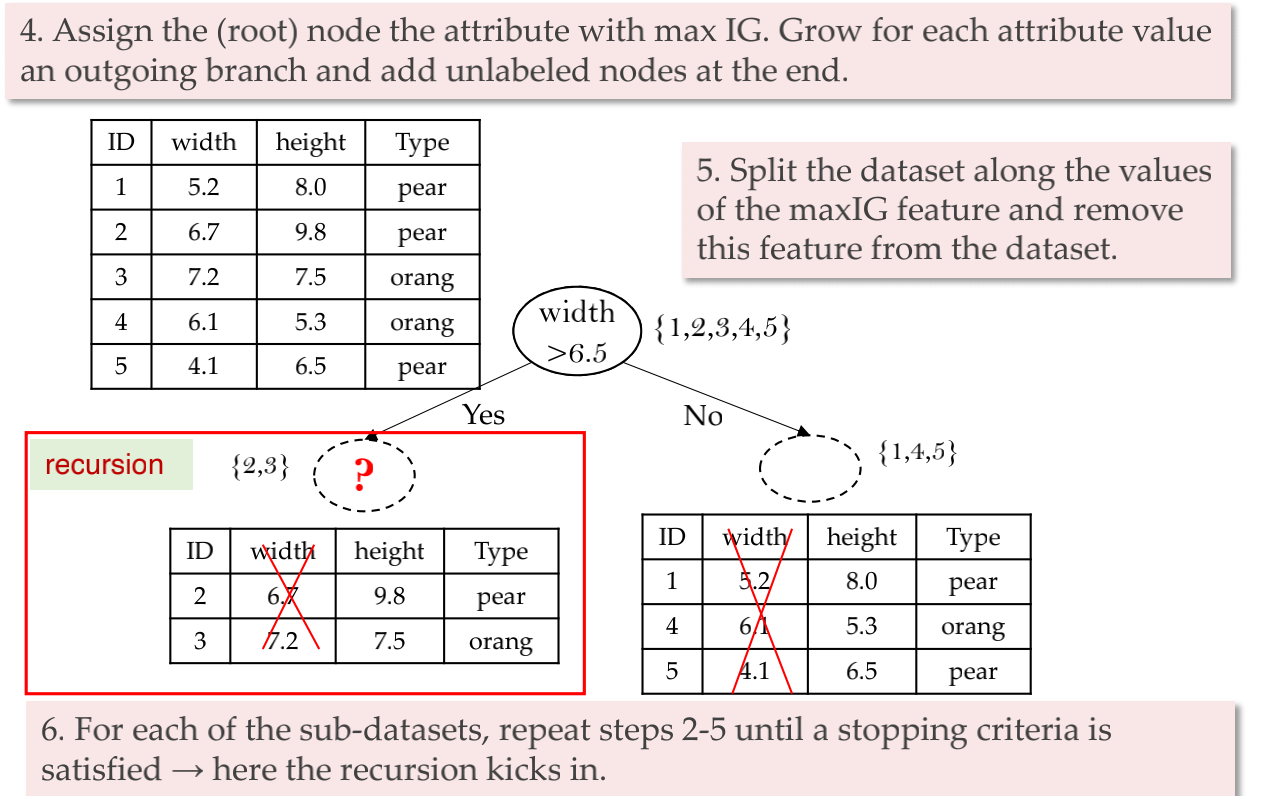 4. Assign the (root) node the attribute with max IG. Grow for each attribute value
an outgoing branch and add unlabeled nodes at the end.
ID width height Type
1 5.2 8.0 pear
2 6.7 9.8 pear
3 7.2 7.5 orang
4 6.1 5.3 orang
5 4.1 6.5 pear
5. Split the dataset along the values
of the maxIG feature and remove
this feature from the dataset.
width
>6.5
{1,2,3,4,5}
Yes
No
recursion
{2,3}
?
{1,4,5}
ID width height Type
2 6.7 9.8 pear
3 7.2 7.5 orang
ID width height Type
1 5.2 8.0 pear
4 6.1 5.3 orang
5 4.1 6.5 pear
6. For each of the sub-datasets, repeat steps 2-5 until a stopping criteria is
satisfied → here the recursion kicks in.